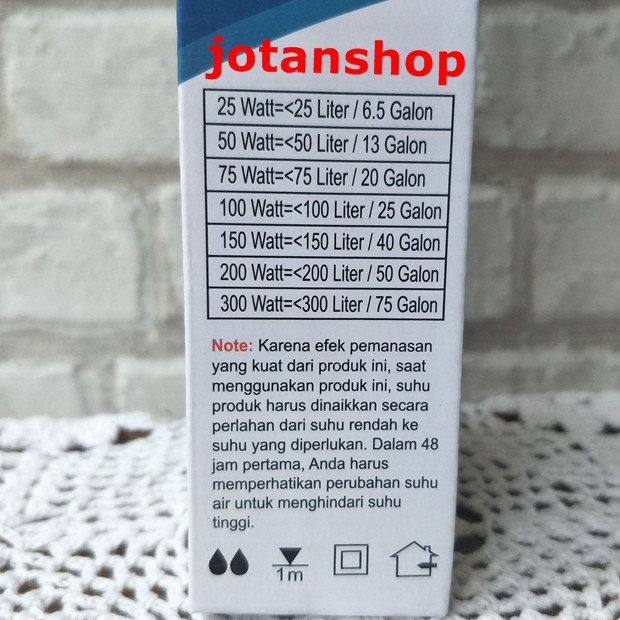 jotanshop
25 Watt=<25 Liter / 6.5 Galon
50 Watt=<50 Liter / 13 Galon
75 Watt=<75 Liter / 20 Galon
100 Watt=<100 Liter / 25 Galon
150 Watt=<150 Liter / 40 Galon
200 Watt=<200 Liter / 50 Galon
300 Watt=<300 Liter / 75 Galon
Note: Karena efek pemanasan
yang kuat dari produk ini, saat
menggunakan produk ini, suhu
produk harus dinaikkan secara
perlahan dari suhu rendah ke
suhu yang diperlukan. Dalam 48
jam pertama, Anda harus
memperhatikan perubahan suhu
air untuk menghindari suhu
tinggi.
1m